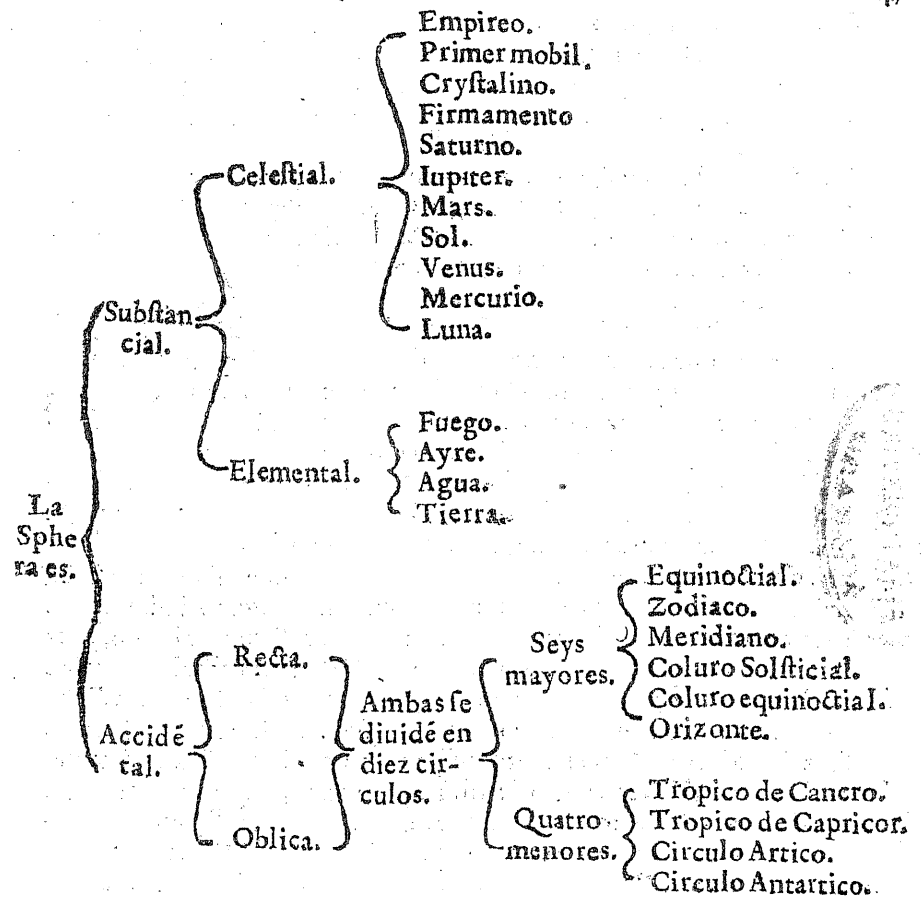 Empireo.
Primer mobil.
Cryſtalino.
Firmamento
Saturno.
Iupiter.
Mars.
Sol.
Venus.
Mercurio.
Luna.
Celeſtial.
Subſtan
cial.
Fuego.
Ayre.
Agua.
Tierra.
Elemental.
La
Sphe
ra es.
Accidé
tal.
Recta.
Oblica.
Ambas ſe
diuidé en
diez cir-
culos.
Seys
mayores.
Equinoctial.
Zodiaco.
Meridiano.
Coluro Solſticial.
Coluro equinoctial.
Orizonte.
Quatro
menores.
Tropico de Cancro.
Tropico de Capricor.
Circulo Artico.
Circulo Antartico.